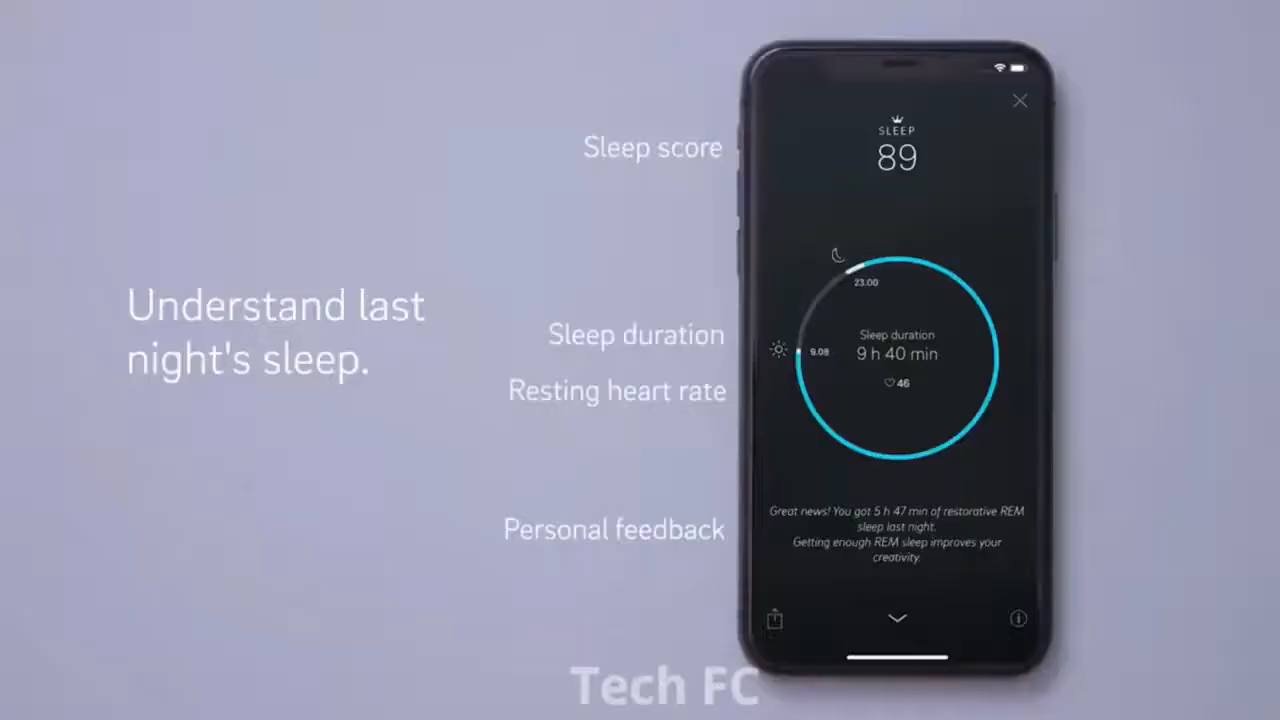 Understand last
night's sleep.
Sleep score
Sleep duration
Resting heart rate
Personal feedback
SLEEP
89
23.00
9.08
Sleep duration
9 h 40 min
46
Great news! You got 5 h 47 min of restorative REM
sleep last night.
Getting enough REM sleep improves your
creativity.
Tech FC